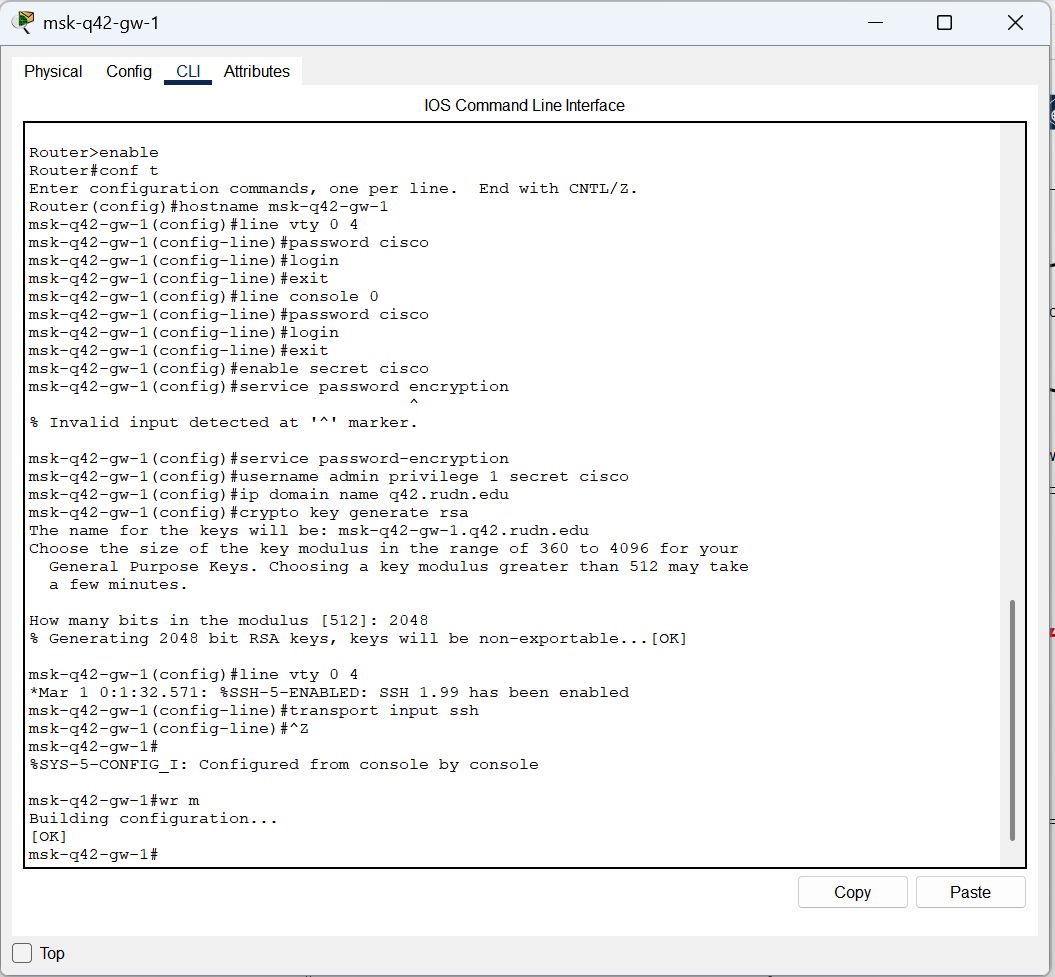 msk-q42-gw-1
Physical Config CLI Attributes
IOS Command Line Interface
Router>enable
Router#conf t
Enter configuration commands, one per line.  End with CNTL/Z.
Router(config)#hostname msk-q42-gw-1
msk-q42-gw-1(config)#line vty 0 4
msk-q42-gw-1(config-line)#password cisco
msk-q42-gw-1(config-line)#login
msk-q42-gw-1(config-line)#exit
msk-q42-gw-1(config)#line console 0
msk-q42-gw-1(config-line)#password cisco
msk-q42-gw-1(config-line)#login
msk-q42-gw-1(config-line)#exit
msk-q42-gw-1(config)#enable secret cisco
msk-q42-gw-1(config)#service password encryption
^
% Invalid input detected at '^' marker.
msk-q42-gw-1(config)#service password-encryption
msk-q42-gw-1(config)#username admin privilege 1 secret cisco
msk-q42-gw-1(config)#ip domain name q42.rudn.edu
msk-q42-gw-1(config)#crypto key generate rsa
The name for the keys will be: msk-q42-gw-1.q42.rudn.edu
Choose the size of the key modulus in the range of 360 to 4096 for your
General Purpose Keys. Choosing a key modulus greater than 512 may take
a few minutes.
How many bits in the modulus [512]: 2048
% Generating 2048 bit RSA keys, keys will be non-exportable...[OK]
msk-q42-gw-1(config)#line vty 0 4
*Mar 1 0:1:32.571: %SSH-5-ENABLED: SSH 1.99 has been enabled
msk-q42-gw-1(config-line)#transport input ssh
msk-q42-gw-1(config-line)#^Z
msk-q42-gw-1#
%SYS-5-CONFIG_I: Configured from console by console
msk-q42-gw-1#wr m
Building configuration...
[OK]
msk-q42-gw-1#
Copy Paste
Top